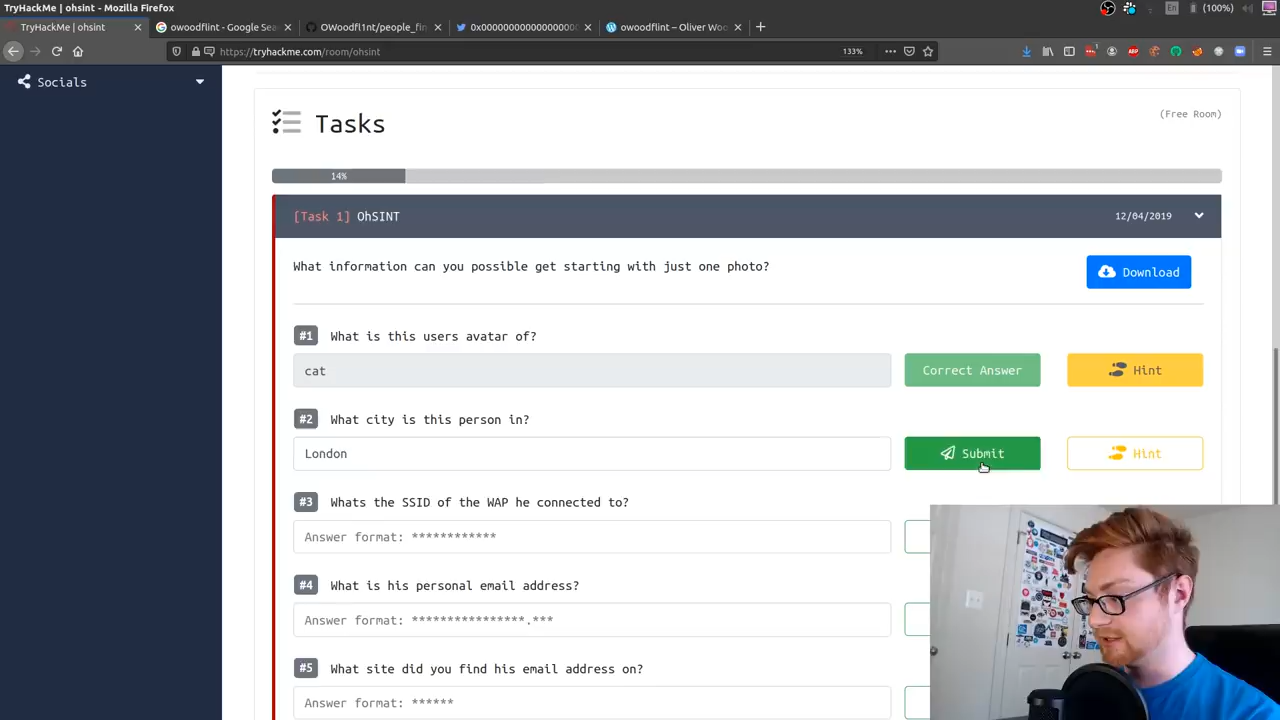 TryHackMe | ohsint - Mozilla Firefox
(100%)
En
TryHackMe | ohsint
owoodflint - Google Sea
OWoodfl1nt/people_fin
owoodflint – Oliver Woo
https://tryhackme.com/room/ohsint
133%
ABP
Socials
Tasks
(Free Room)
14%
[Task 1] OhSINT
12/04/2019
What information can you possible get starting with just one photo?
Download
#1 What is this users avatar of?
cat
Correct Answer
Hint
#2 What city is this person in?
London
Submit
Hint
#3 Whats the SSID of the WAP he connected to?
Answer format: ************
#4 What is his personal email address?
Answer format: ****************.***
#5 What site did you find his email address on?
Answer format: ******